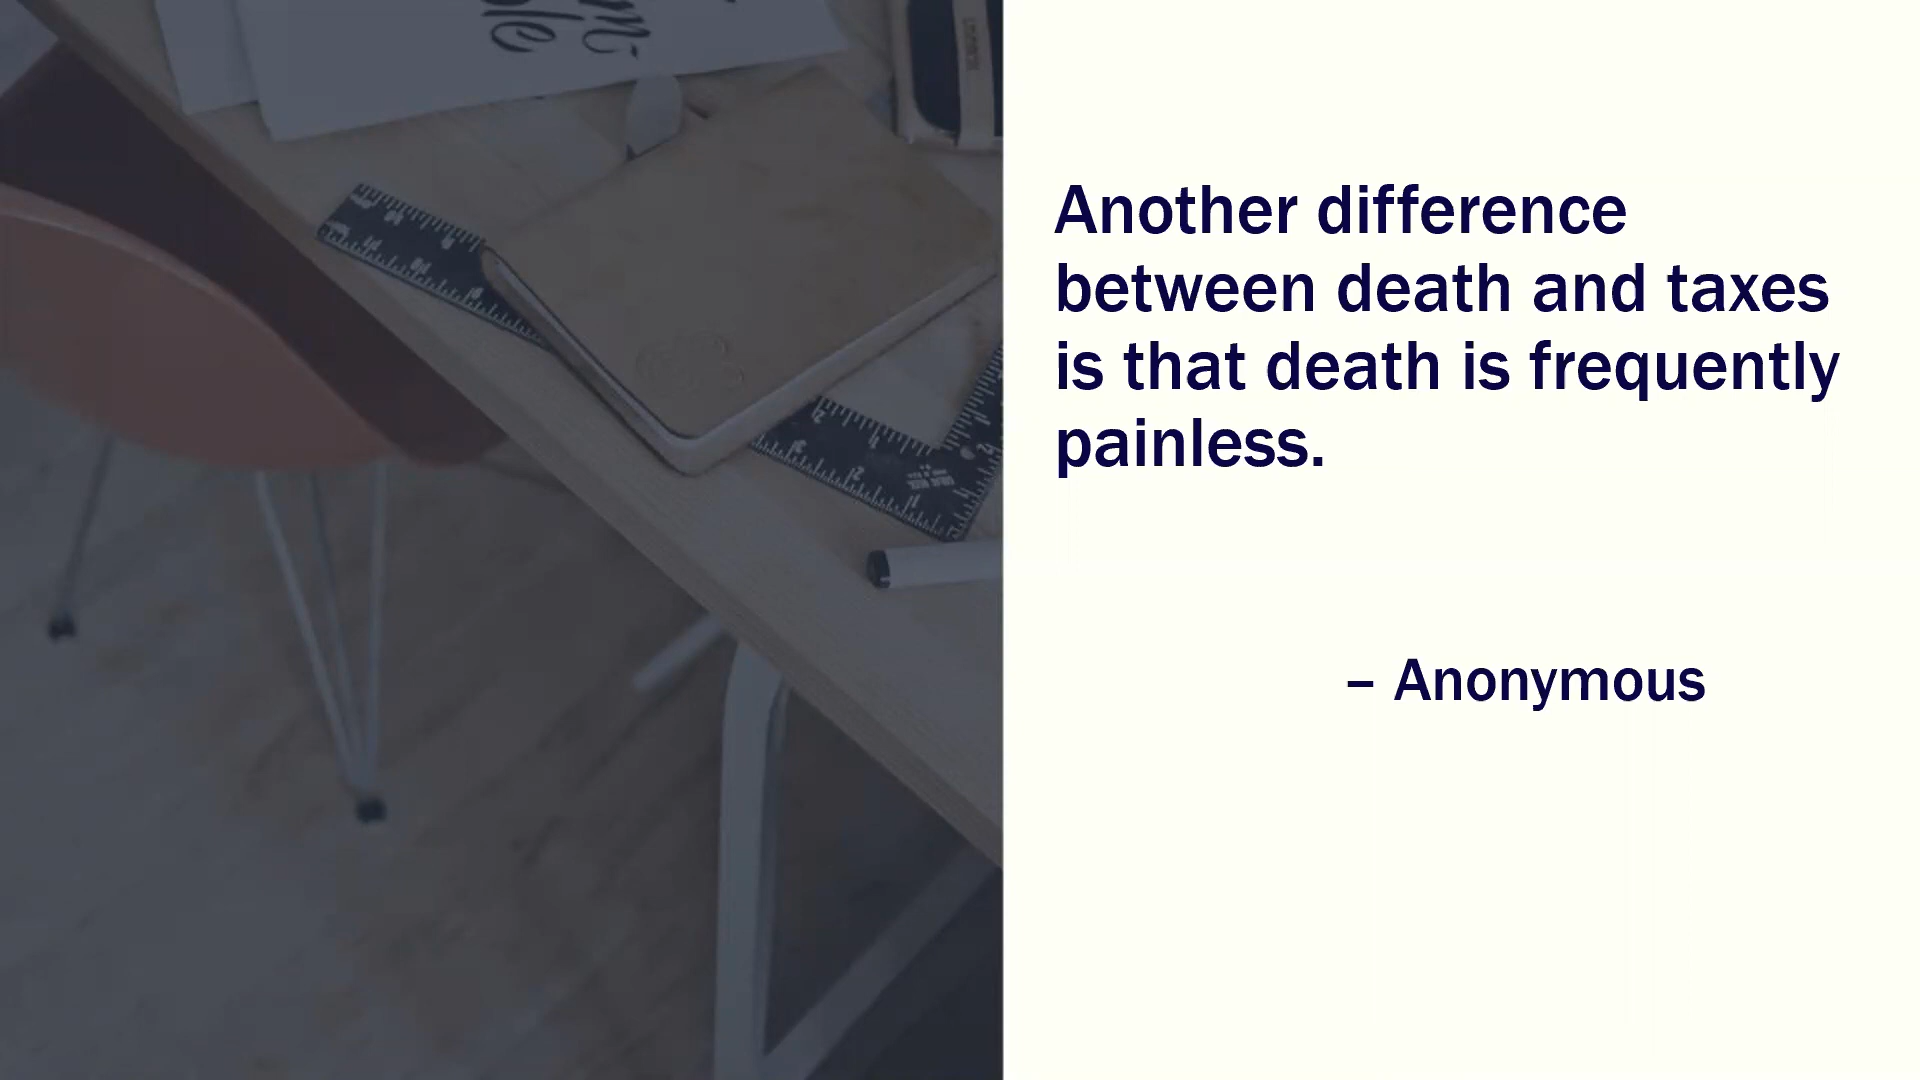 Another difference
between death and taxes
is that death is frequently
painless.
– Anonymous